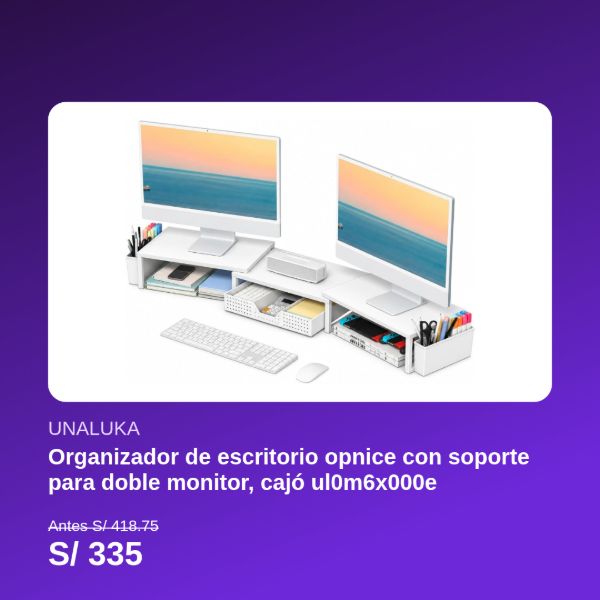 UNALUKA
Organizador de escritorio opnice con soporte
para doble monitor, cajó ul0m6x000e
Antes S/ 418.75
S/ 335